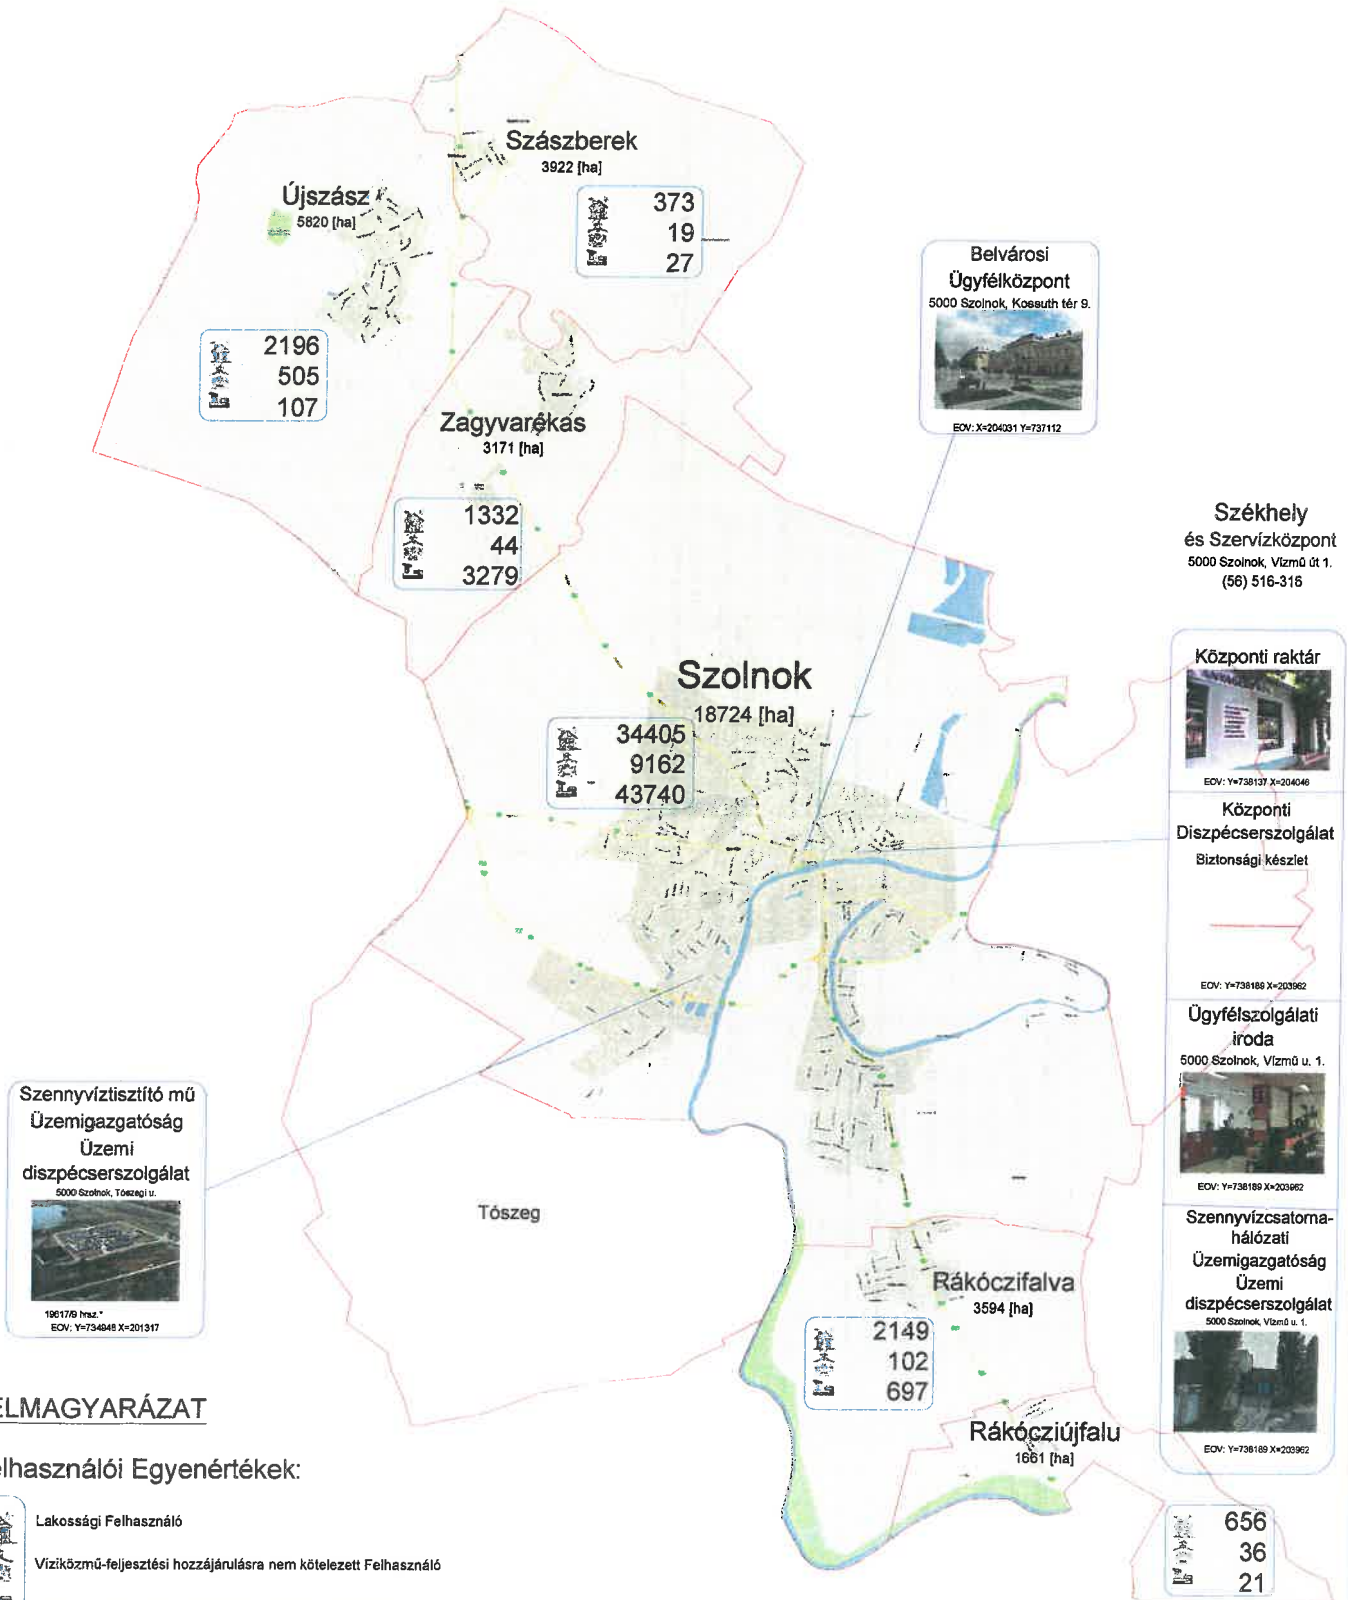 Szászberek
3922 [ha]
373
19
27
Újszász
5820 [ha]
2196
505
107
Zagyvarékas
3171 [ha]
1332
44
3279
Belvárosi
Ügyfélközpont
5000 Szolnok, Kossuth tér 9.
EOV: X=204031 Y=737112
Székhely
és Szervízközpont
5000 Szolnok, Vízmű út 1.
(56) 516-316
Szolnok
18724 [ha]
34405
9162
43740
Központi raktár
EOV: Y=738137 X=204046
Központi
Diszpécserszolgálat
Biztonsági készlet
EOV: Y=738189 X=203962
Ügyfélszolgálati
iroda
5000 Szolnok, Vízmű u. 1.
EOV: Y=738189 X=203962
Szennyvízcsatorna-
hálózati
Üzemigazgatóság
Üzemi
diszpécserszolgálat
5000 Szolnok, Vízmű u. 1.
EOV: Y=738189 X=203962
Szennyvíztisztító mű
Üzemigazgatóság
Üzemi
diszpécserszolgálat
5000 Szolnok, Tószegi u.
19617/9 hrsz.*
EOV: Y=734948 X=201317
Tószeg
Rákóczifalva
3594 [ha]
2149
102
697
Rákócziújfalu
1661 [ha]
656
36
21
ELMAGYARÁZAT
elhasználói Egyenértékek:
Lakossági Felhasználó
Víziközmű-feljesztési hozzájárulásra nem kötelezett Felhasználó